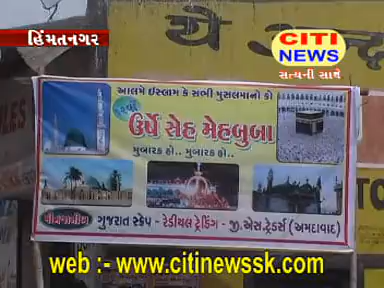 હિંમતનગર
CITI
NEWS
સત્યની સાથે
આલમે ઈસ્લામ કે સભી મુસલમાનો કો
ઉર્ષે સેહ મેહબુબા
મુબારક હો.. મુબારક હો..
ગુજરાત સ્ક્રેપ - રેડીયલ ટ્રેડિંગ - જી.એસ.ટ્રેડર્સ (અમદાવાદ)
web :- www.citinewssk.com